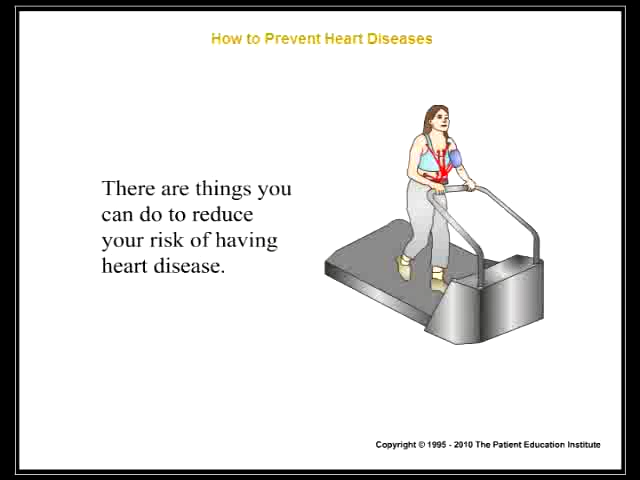 How to Prevent Heart Diseases
There are things you
can do to reduce
your risk of having
heart disease.
Copyright © 1995 - 2010 The Patient Education Institute